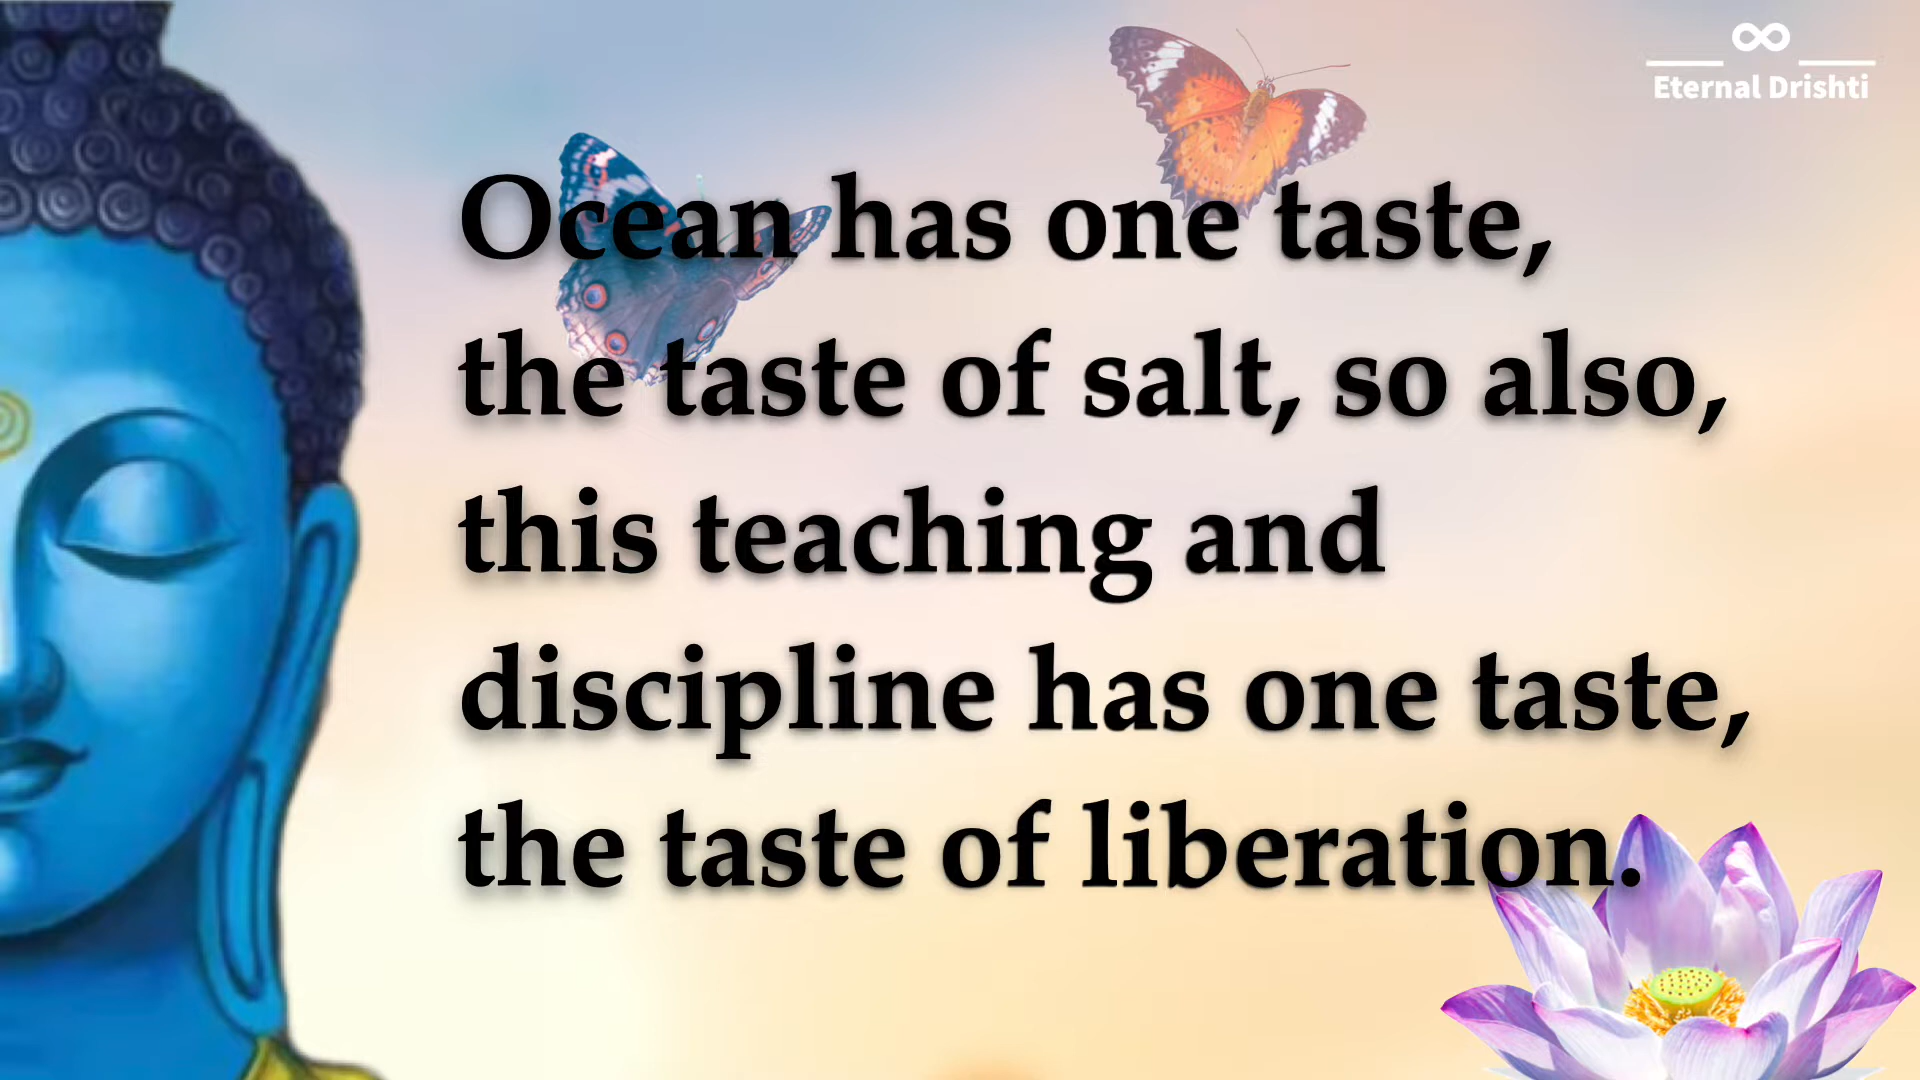 Eternal Drishti
Ocean has one taste,
the taste of salt, so also,
this teaching and
discipline has one taste,
the taste of liberation.